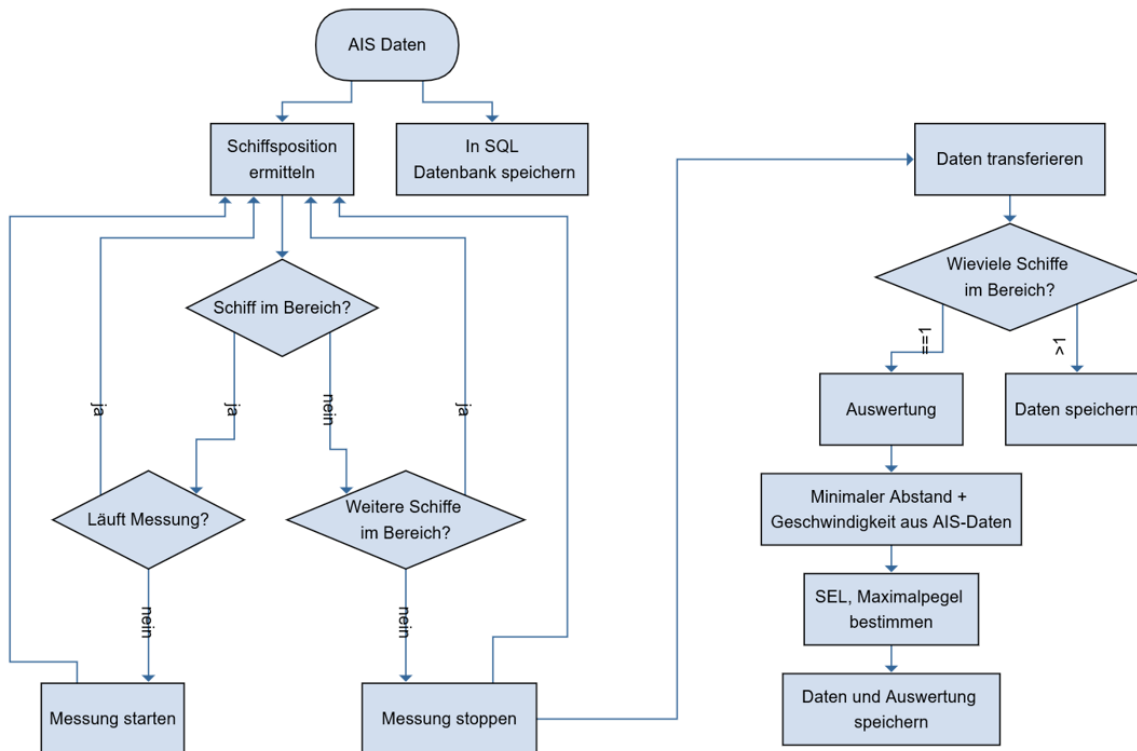 AIS Daten
Schiffsposition
ermitteln
In SQL
Datenbank speichern
Daten transferieren
Wieviele Schiffe
im Bereich?
Schiff im Bereich?
==1
>1
ja
ja
nein
ja
Auswertung
Daten speichern
Läuft Messung?
Weitere Schiffe
im Bereich?
Minimaler Abstand +
Geschwindigkeit aus AIS-Daten
SEL, Maximalpegel
bestimmen
nein
nein
Messung starten
Messung stoppen
Daten und Auswertung
speichern